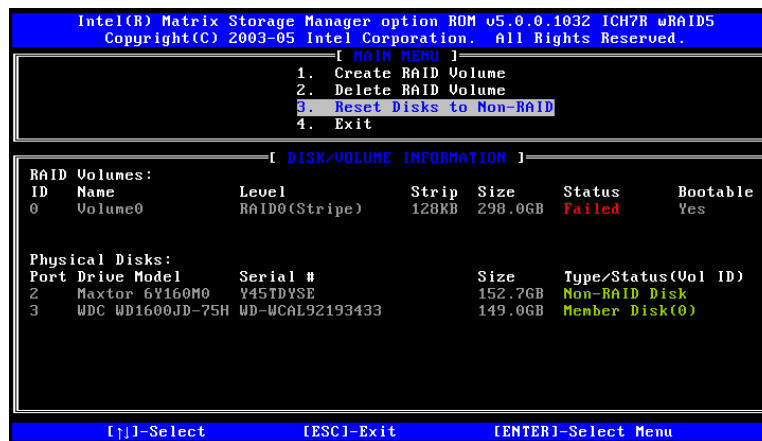 Intel(R) Matrix Storage Manager option ROM v5.0.0.1032 ICH7R wRAID5
Copyright(C) 2003-05 Intel Corporation.  All Rights Reserved.
[ MAIN MENU ]
1.  Create RAID Volume
2.  Delete RAID Volume
3.  Reset Disks to Non-RAID
4.  Exit
[ DISK/VOLUME INFORMATION ]
RAID Volumes:
ID  Name  Level  Strip  Size  Status  Bootable
0  Volume0  RAID0(Stripe)  128KB  298.0GB  Failed  Yes
Physical Disks:
Port Drive Model  Serial #  Size  Type/Status(Vol ID)
2  Maxtor 6Y160M0  Y45TDYSE  152.7GB  Non-RAID Disk
3  WDC WD1600JD-75H WD-WCAL92193433  149.0GB  Member Disk(0)
[↑↓]-Select  [ESC]-Exit  [ENTER]-Select Menu